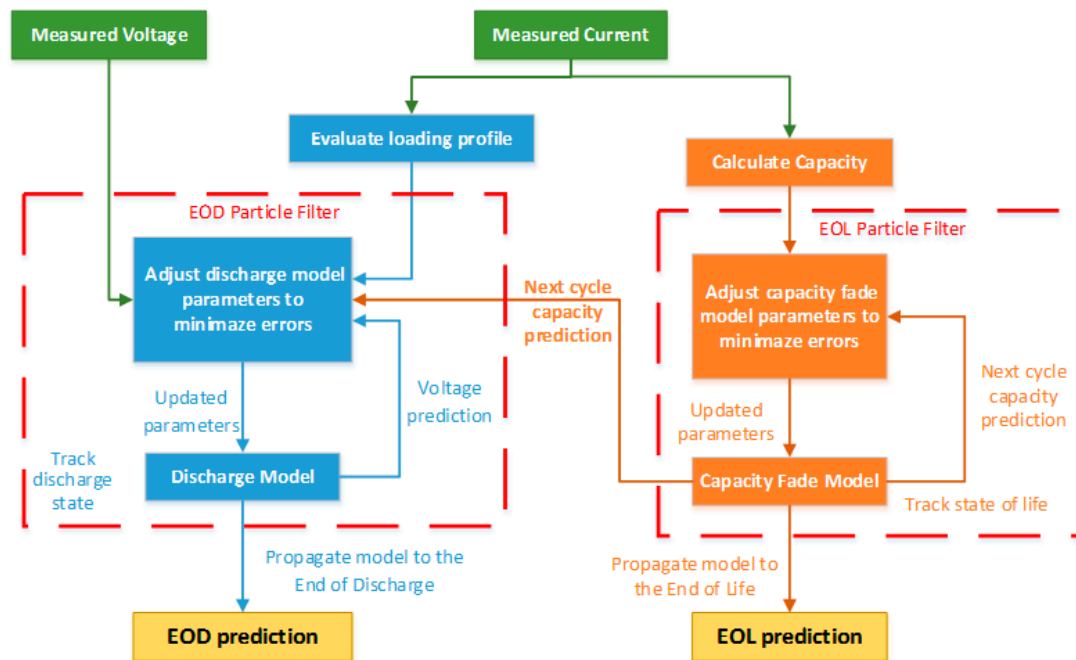 Measured Voltage
Measured Current
Evaluate loading profile
Calculate Capacity
EOD Particle Filter
EOL Particle Filter
Adjust discharge model
parameters to
minimaze errors
Next cycle
capacity
prediction
Adjust capacity fade
model parameters to
minimaze errors
Updated
parameters
Voltage
prediction
Updated
parameters
Next cycle
capacity
prediction
Track
discharge
state
Discharge Model
Capacity Fade Model
Track state of life
Propagate model to the
End of Discharge
Propagate model to
the End of Life
EOD prediction
EOL prediction